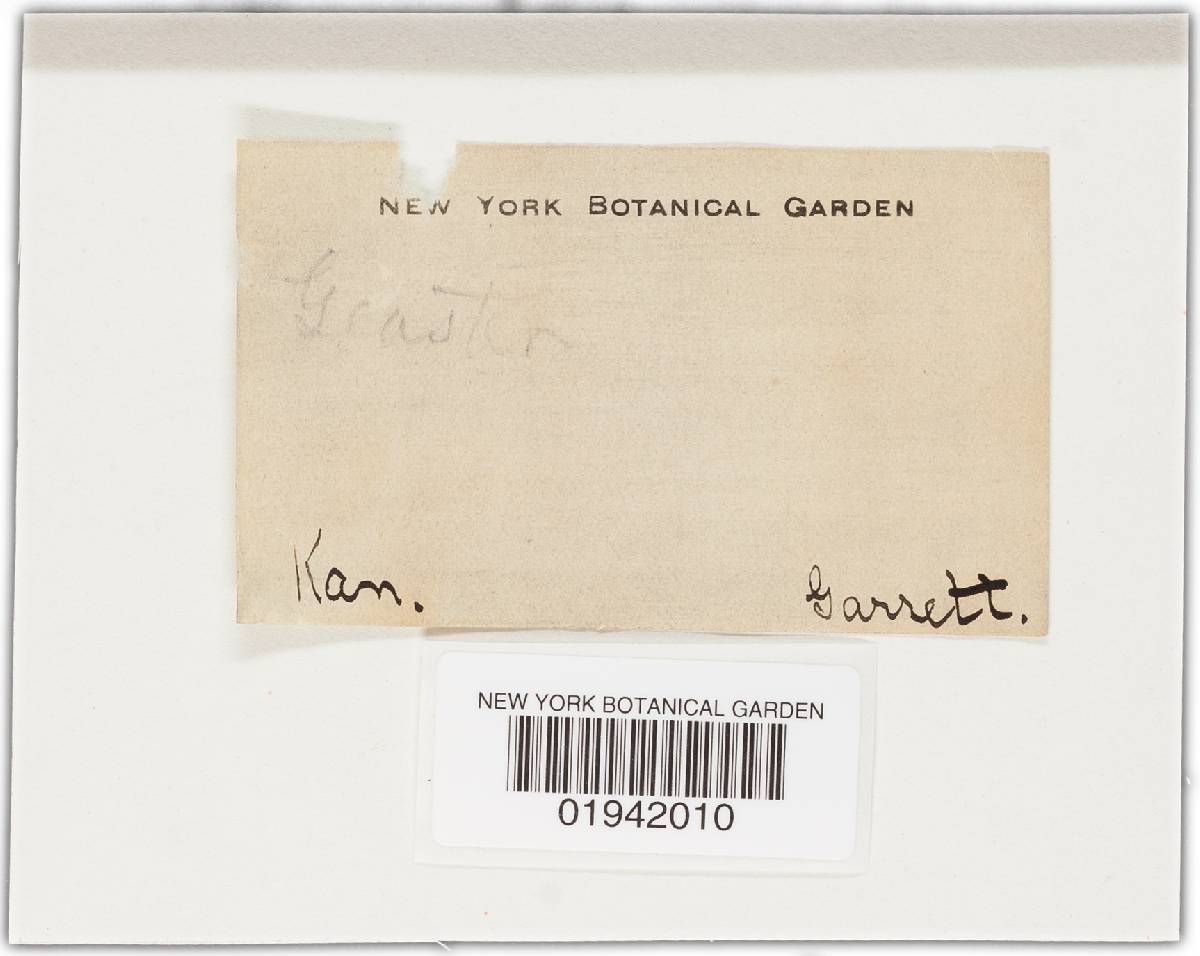 NEW YORK BOTANICAL GARDEN
Geaster
Kan.
Garrett.
NEW YORK BOTANICAL GARDEN
01942010